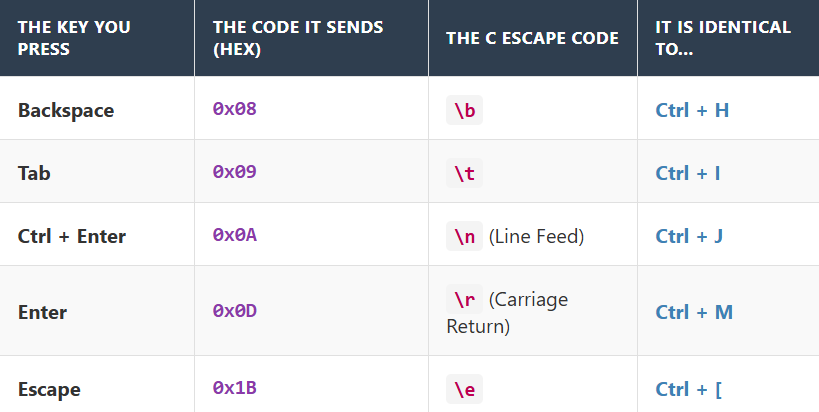 THE KEY YOU PRESS THE CODE IT SENDS (HEX) THE C ESCAPE CODE IT IS IDENTICAL TO...
Backspace 0x08 \b Ctrl + H
Tab 0x09 \t Ctrl + I
Ctrl + Enter 0x0A \n (Line Feed) Ctrl + J
Enter 0x0D \r (Carriage Return) Ctrl + M
Escape 0x1B \e Ctrl + [